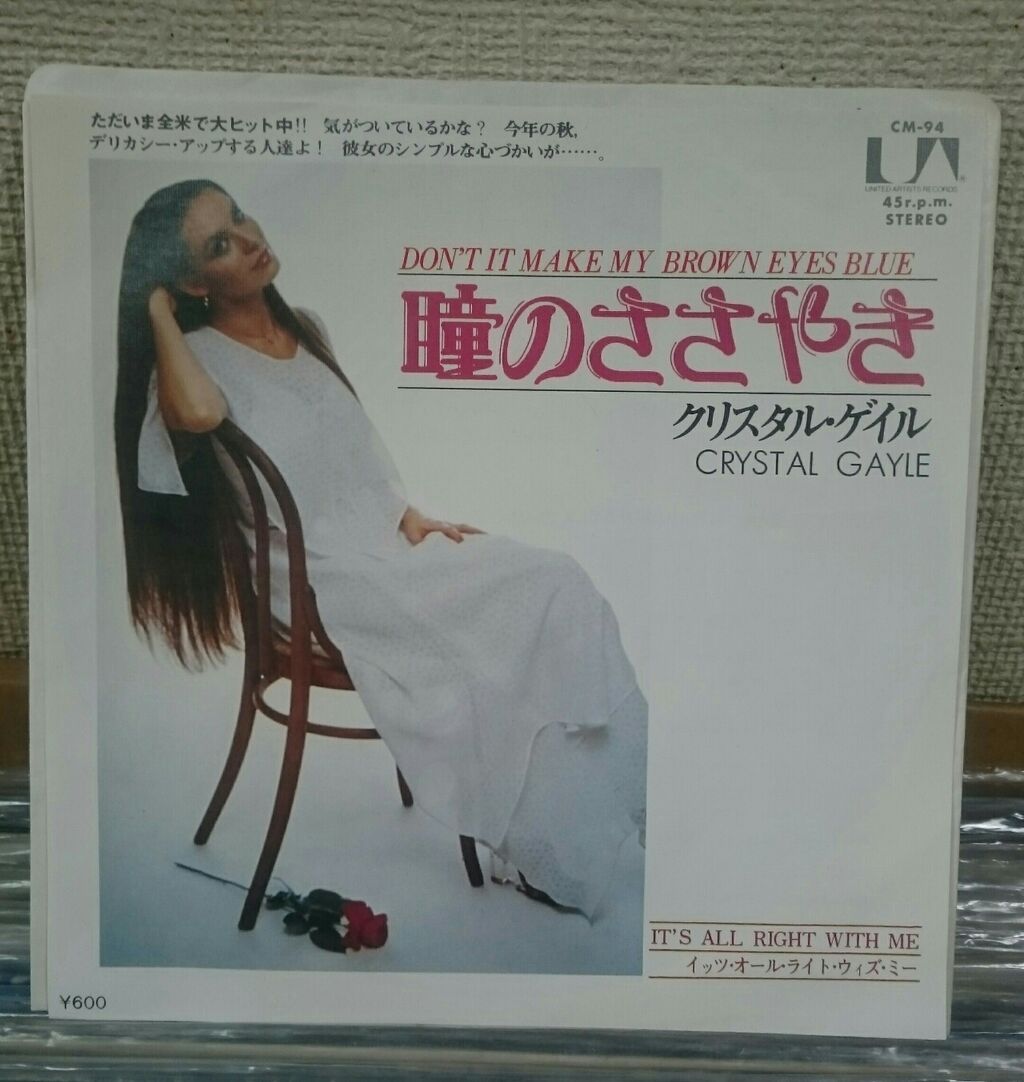 ただいま全米で大ヒット中!! 気がついているかな? 今年の秋,
デリカシー・アップする人達よ! 彼女のシンプルな心づかいが……。
CM-94
UA
UNITED ARTISTS RECORDS
45r.p.m.
STEREO
DON'T IT MAKE MY BROWN EYES BLUE
瞳のささやき
クリスタル・ゲイル
CRYSTAL GAYLE
IT'S ALL RIGHT WITH ME
イッツ・オール・ライト・ウィズ・ミー
¥600